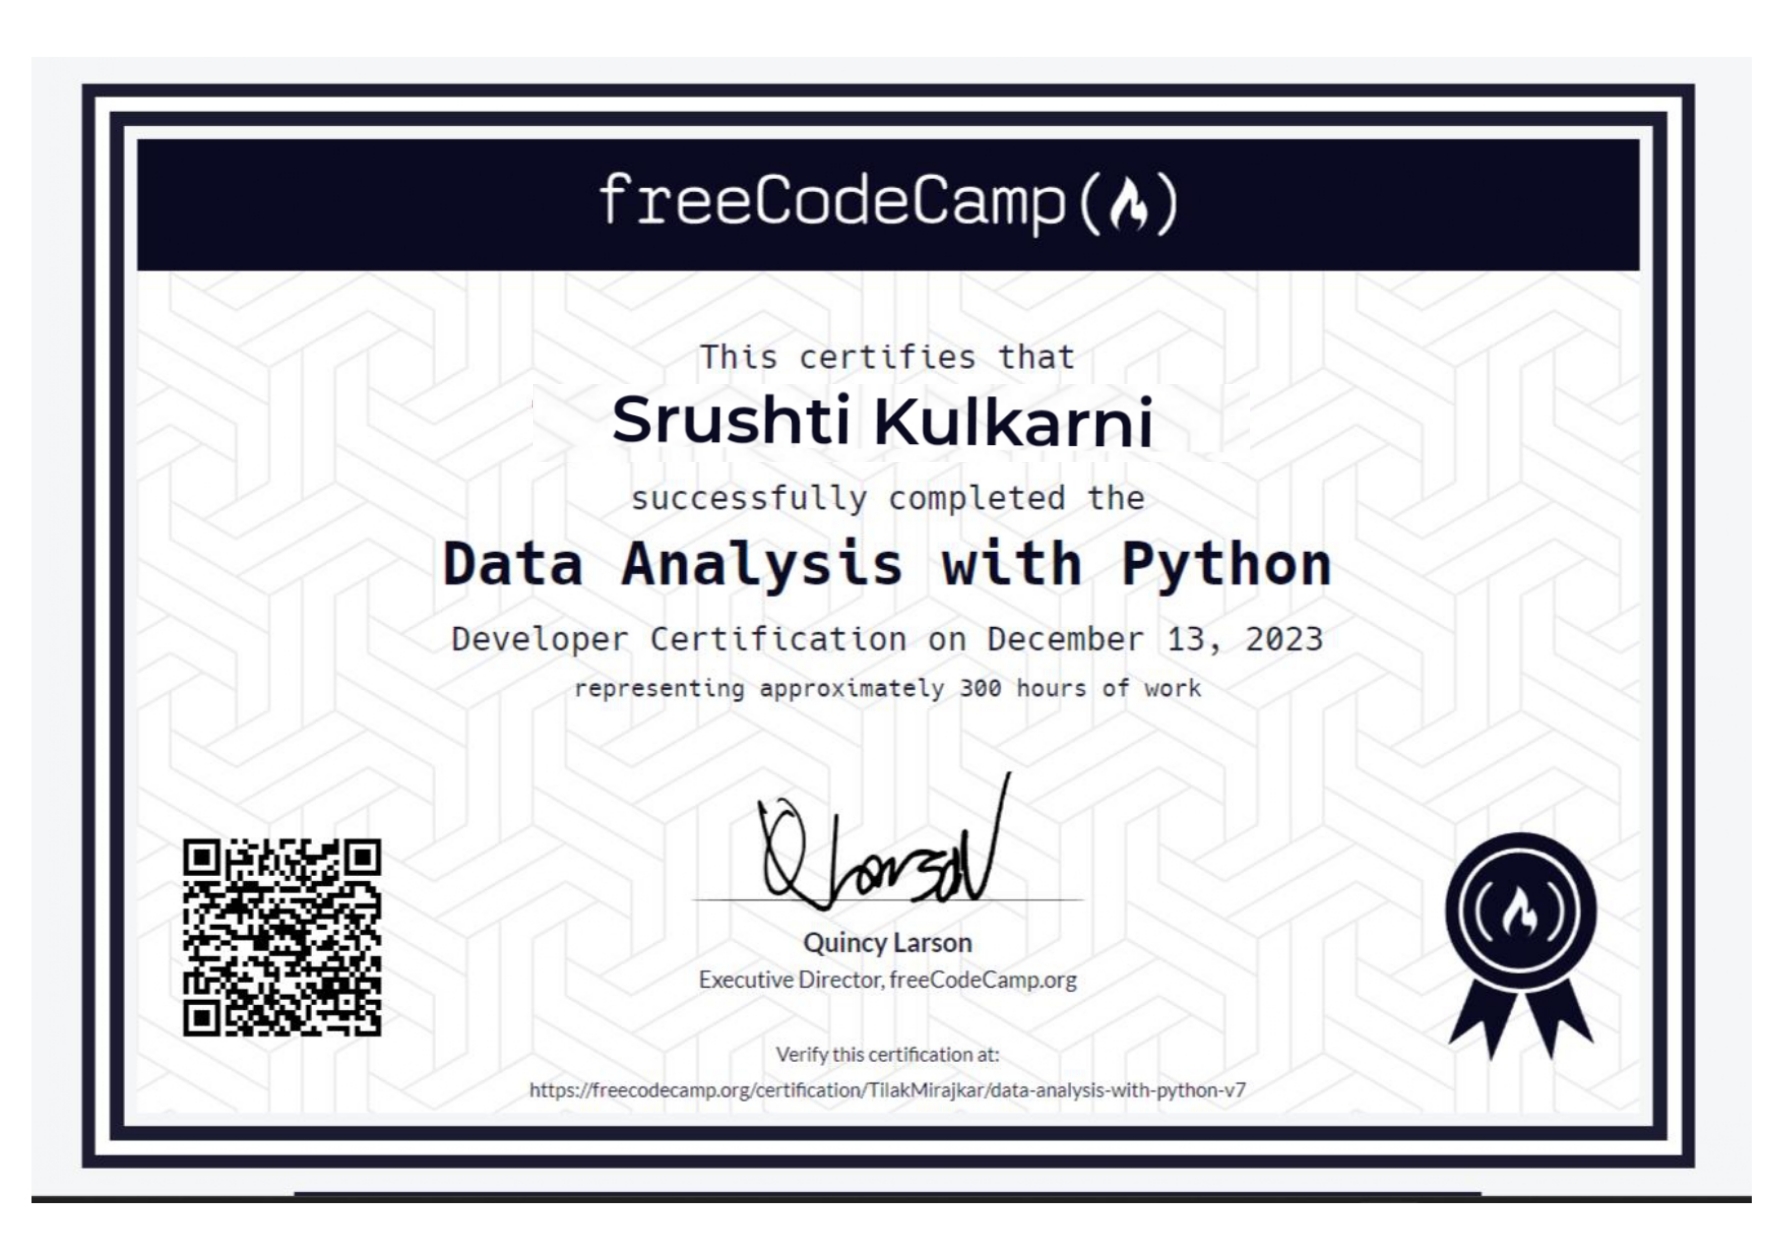 freeCodeCamp
This certifies that
Srushti Kulkarni
successfully completed the
Data Analysis with Python
Developer Certification on December 13, 2023
representing approximately 300 hours of work
QLarson
Quincy Larson
Executive Director, freeCodeCamp.org
Verify this certification at:
https://freecodecamp.org/certification/TilakMirajkar/data-analysis-with-python-v7